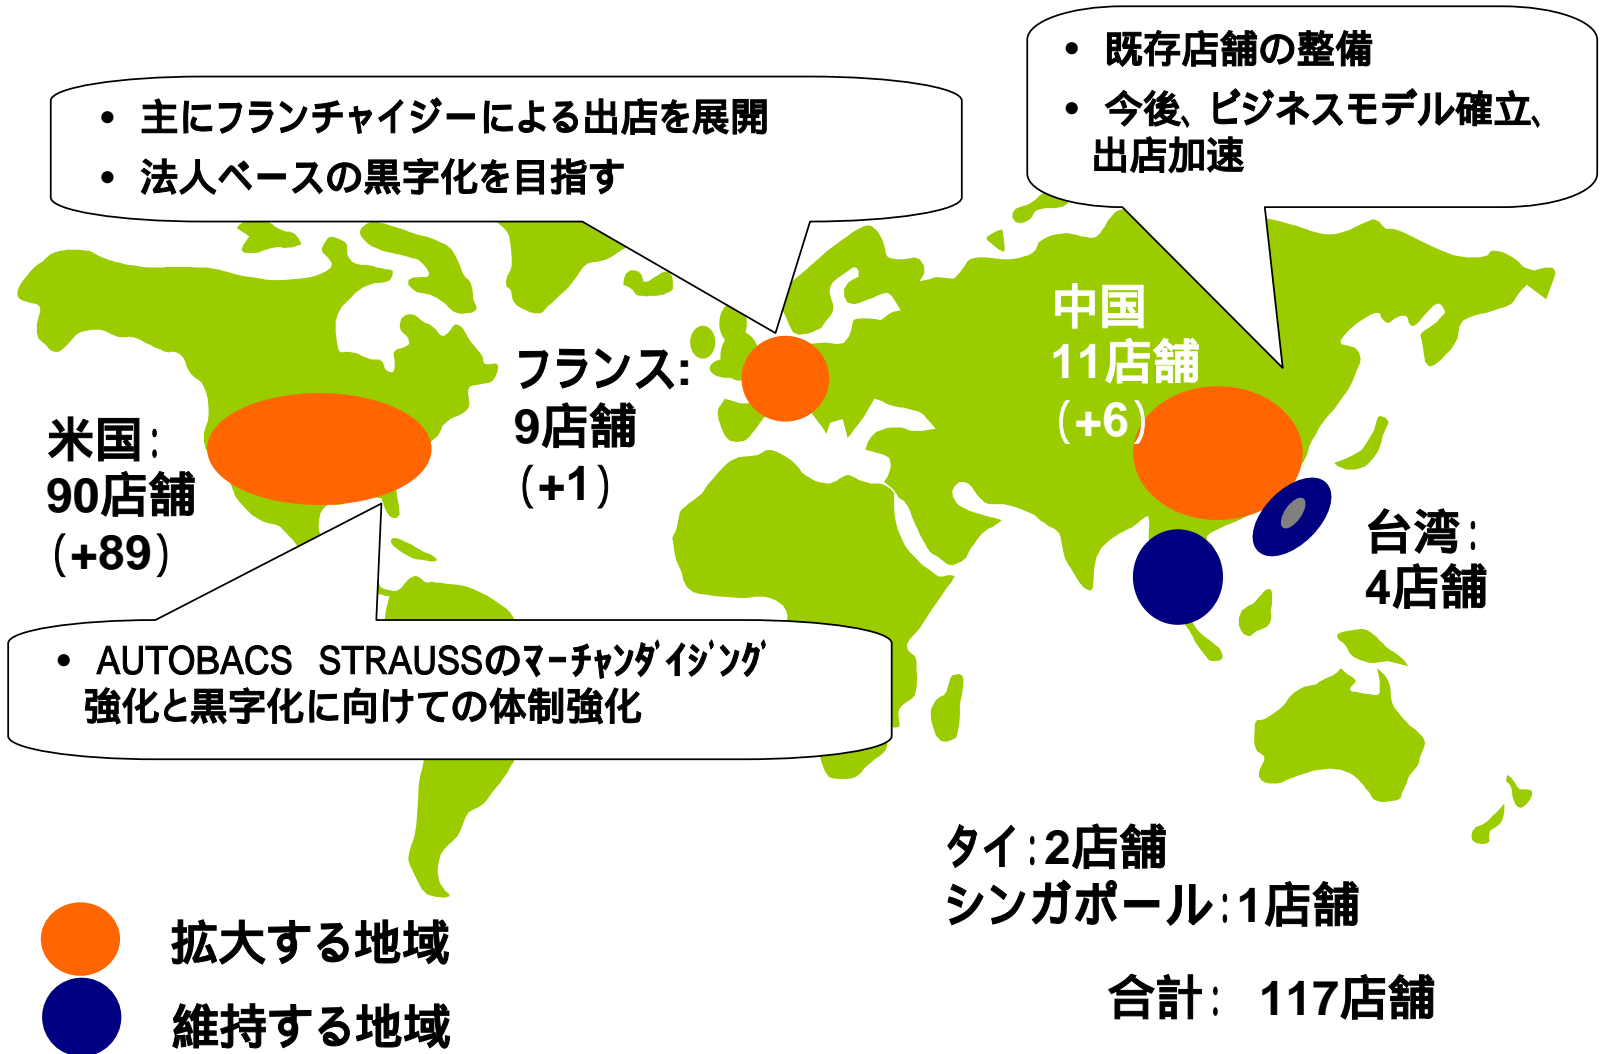 • 既存店舗の整備
• 今後、ビジネスモデル確立、
出店加速
• 主にフランチャイジーによる出店を展開
• 法人ベースの黒字化を目指す
中国
11店舗
(+6)
フランス:
9店舗
(+1)
米国:
90店舗
(+89)
台湾:
4店舗
• AUTOBACS STRAUSSのﾏｰﾁｬﾝﾀﾞｲｼﾞﾝｸﾞ
強化と黒字化に向けての体制強化
タイ:2店舗
シンガポール:1店舗
合計: 117店舗
拡大する地域
維持する地域